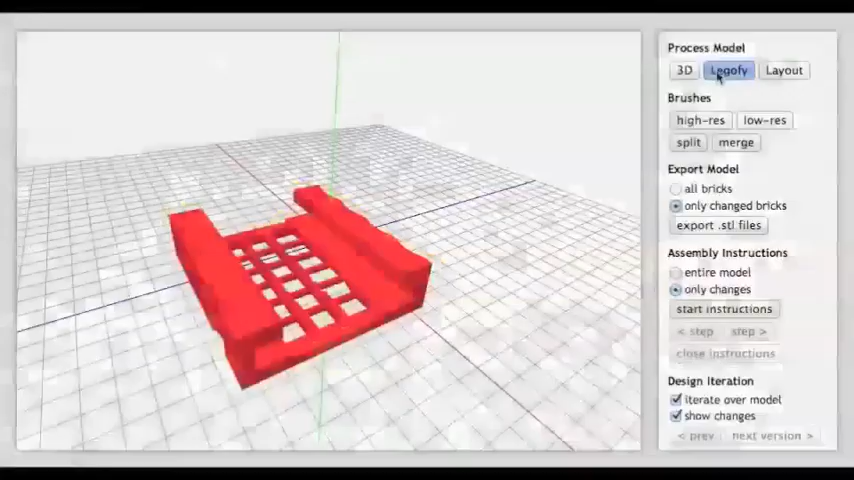 Process Model
3D Legofy Layout
Brushes
high-res low-res
split merge
Export Model
all bricks
only changed bricks
export .stl files
Assembly Instructions
entire model
only changes
start instructions
< step step >
close instructions
Design Iteration
iterate over model
show changes
< prev next version >